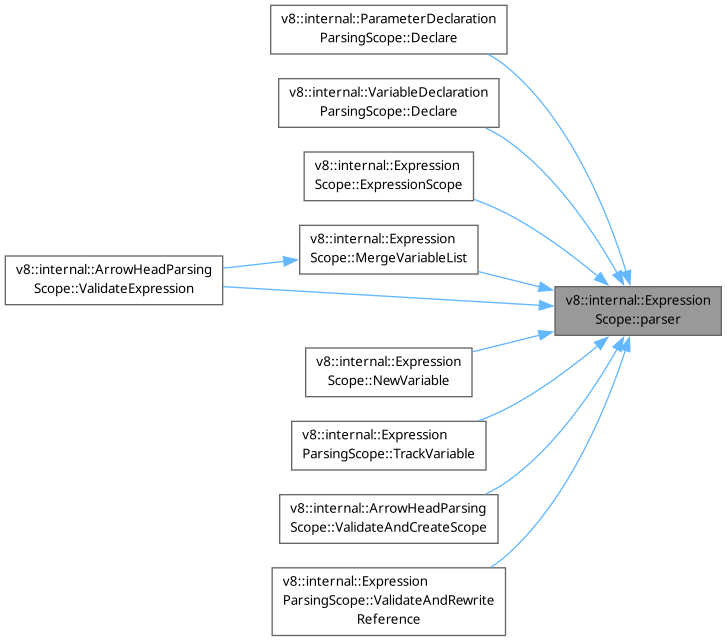 v8::internal::ParameterDeclaration
ParsingScope::Declare
v8::internal::VariableDeclaration
ParsingScope::Declare
v8::internal::Expression
Scope::ExpressionScope
v8::internal::Expression
Scope::MergeVariableList
v8::internal::ArrowHeadParsing
Scope::ValidateExpression
v8::internal::Expression
Scope::parser
v8::internal::Expression
Scope::NewVariable
v8::internal::Expression
ParsingScope::TrackVariable
v8::internal::ArrowHeadParsing
Scope::ValidateAndCreateScope
v8::internal::Expression
ParsingScope::ValidateAndRewrite
Reference